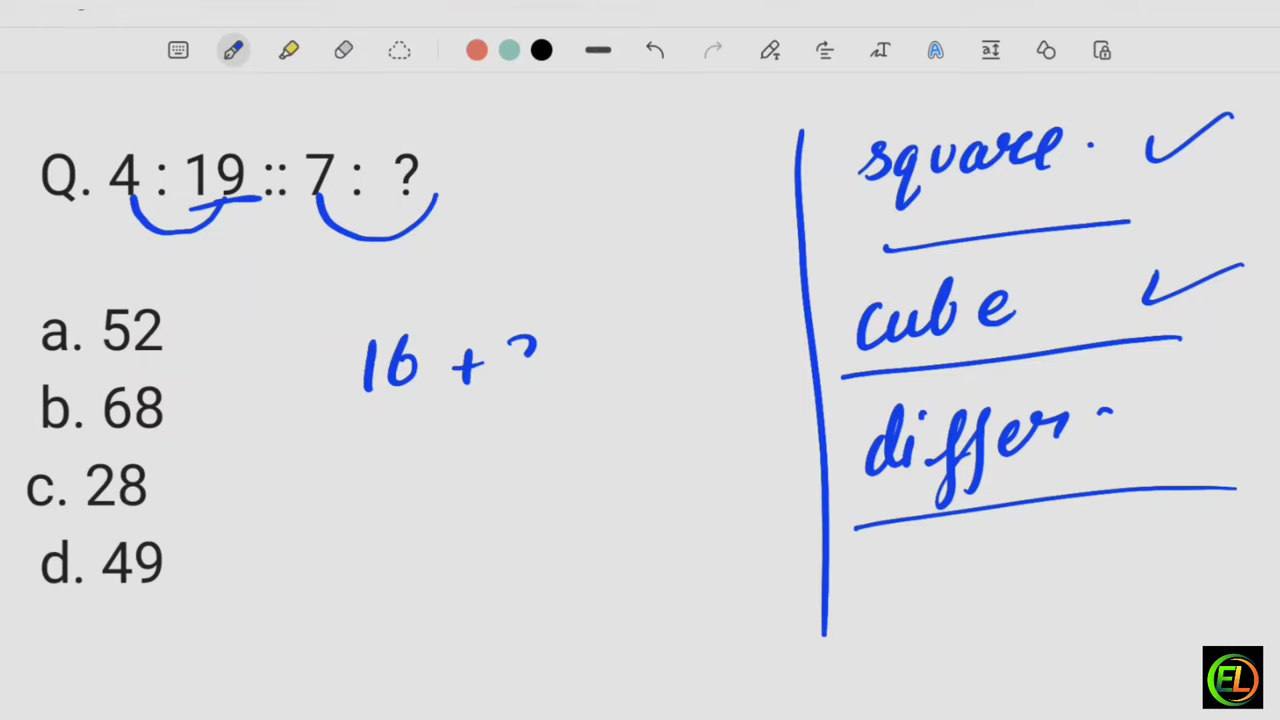 Q. 4 : 19 :: 7 : ?
a. 52
b. 68
c. 28
d. 49
16 +
square.
cube
differ
EL